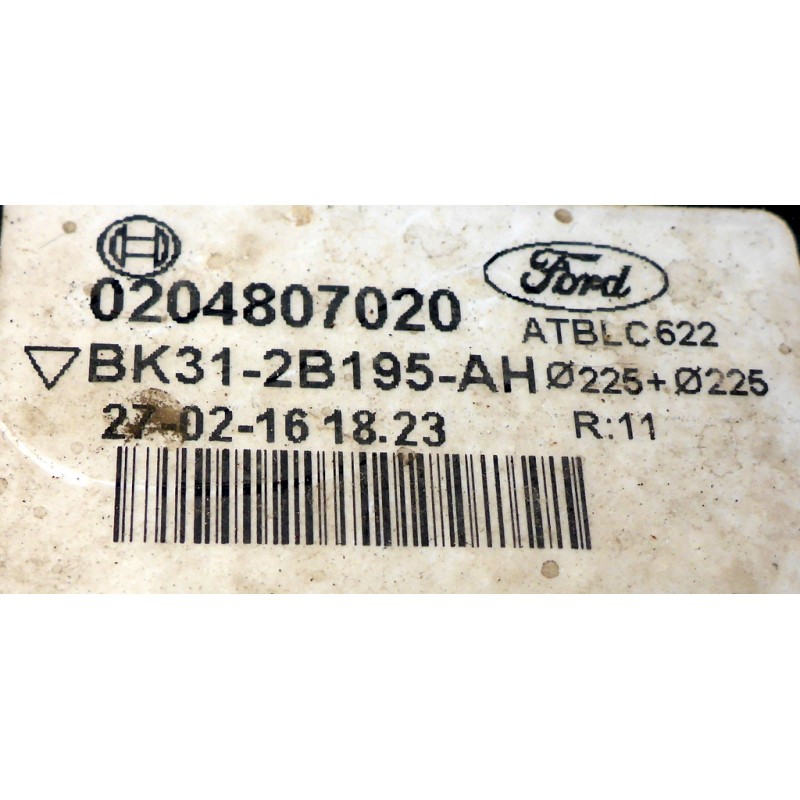 Ford
0204807020
ATBLC622
▽BK31-2B195-AH Ø225+Ø225
27-02-16 18.23 R:11